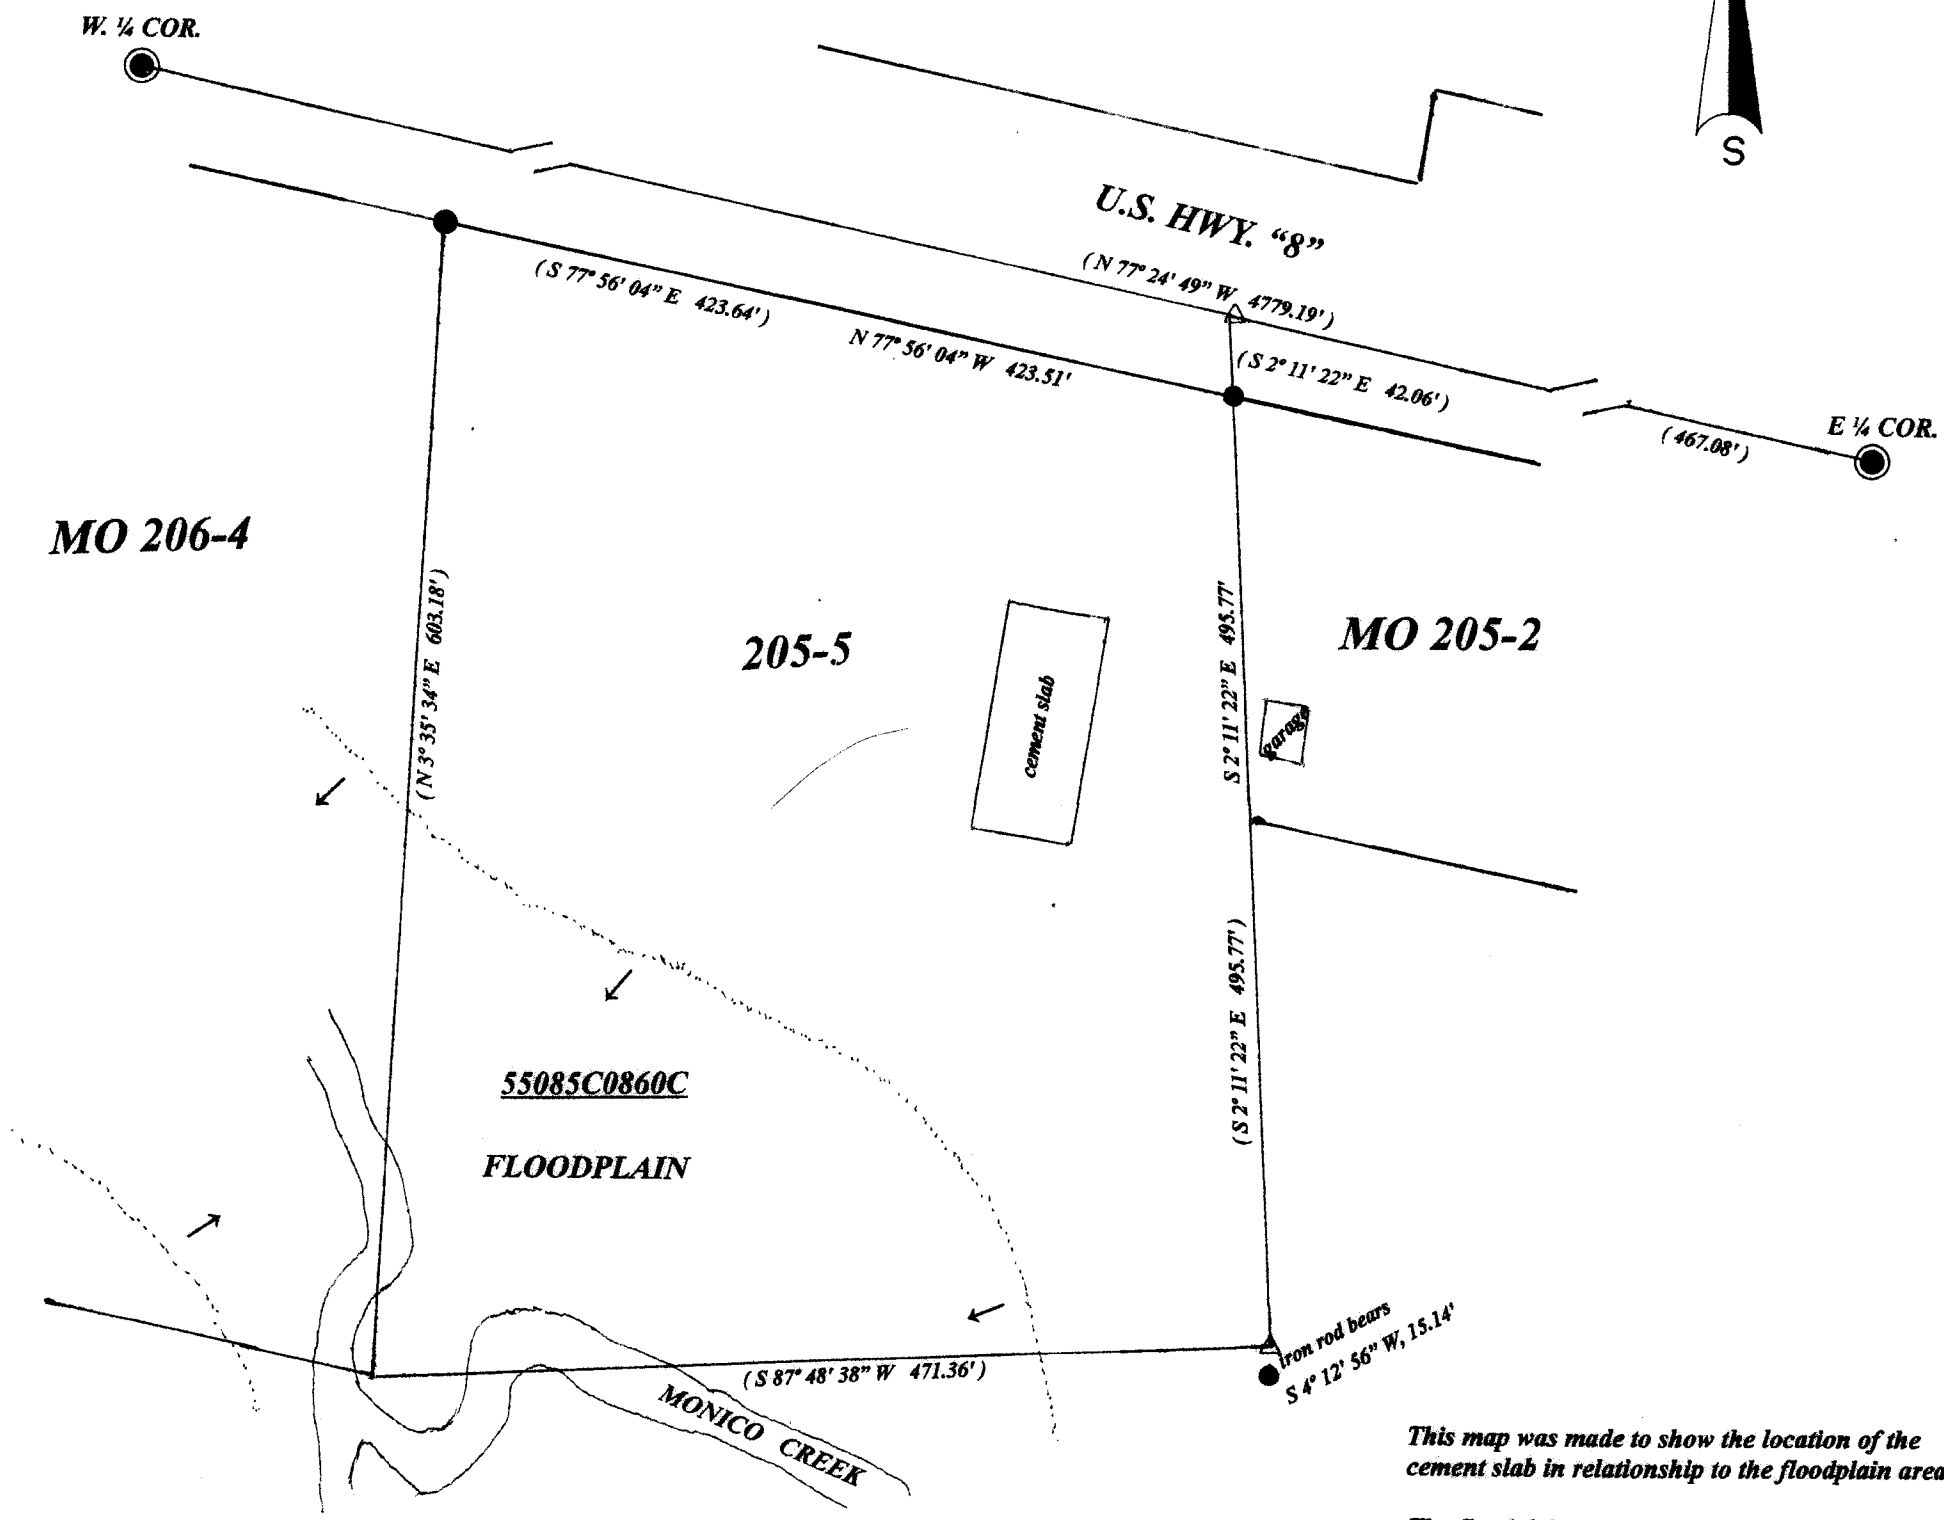 W. ¼ COR.
S
U.S. HWY. “8”
( N 77° 24' 49” W 4779.19' )
( S 77° 56' 04” E 423.64' )
N 77° 56' 04” W 423.51'
( S 2° 11' 22” E 42.06' )
E ¼ COR.
( 467.08' )
MO 206-4
( N 3° 35' 34” E 603.18' )
205-5
cement slab
S 2° 11' 22” E 495.77'
MO 205-2
garage
( S 2° 11' 22” E 495.77' )
55085C0860C
FLOODPLAIN
iron rod bears
S 4° 12' 56” W, 15.14'
( S 87° 48' 38” W 471.36' )
MONICO CREEK
This map was made to show the location of the
cement slab in relationship to the floodplain area